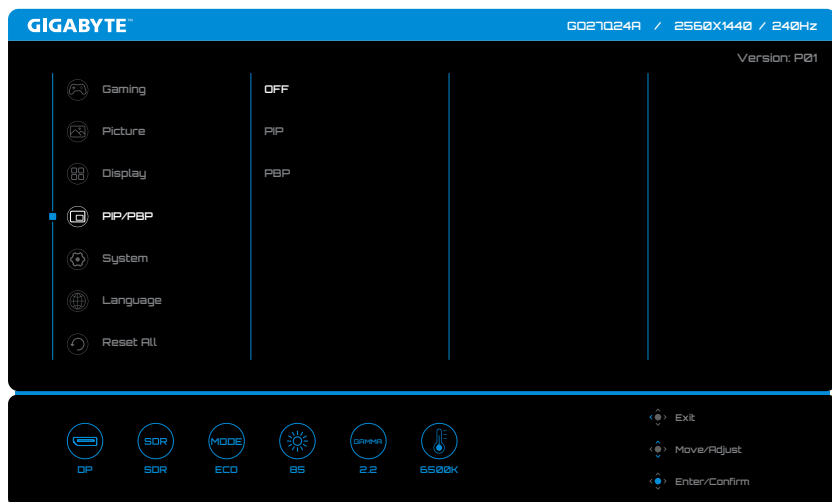 GIGABYTE™
GO27Q24A / 2560X1440 / 240Hz
Version: P01
Gaming
Picture
Display
PIP/PBP
System
Language
Reset All
OFF
PIP
PBP
SDR
MODE
GAMMA
DP
SDR
ECO
85
2.2
6500K
Exit
Move/Adjust
Enter/Confirm